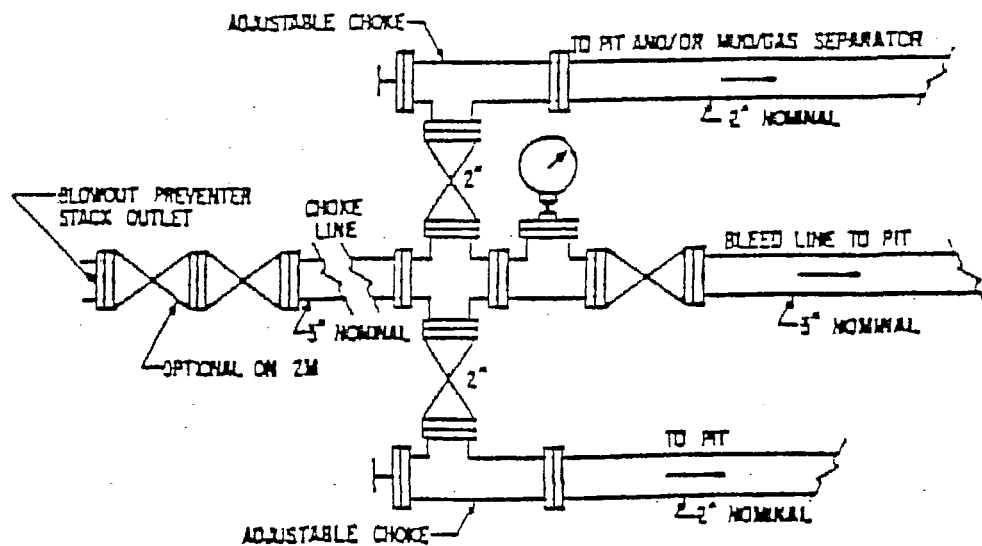 ADJUSTABLE CHOKE
TO PIT AND/OR MUD/GAS SEPARATOR
2" NOMINAL
2"
BLOWOUT PREVENTER
STACK OUTLET
CHOKE
LINE
BLEED LINE TO PIT
3" NOMINAL
3" NOMINAL
OPTIONAL ON 2M
2"
TO PIT
2" NOMINAL
ADJUSTABLE CHOKE